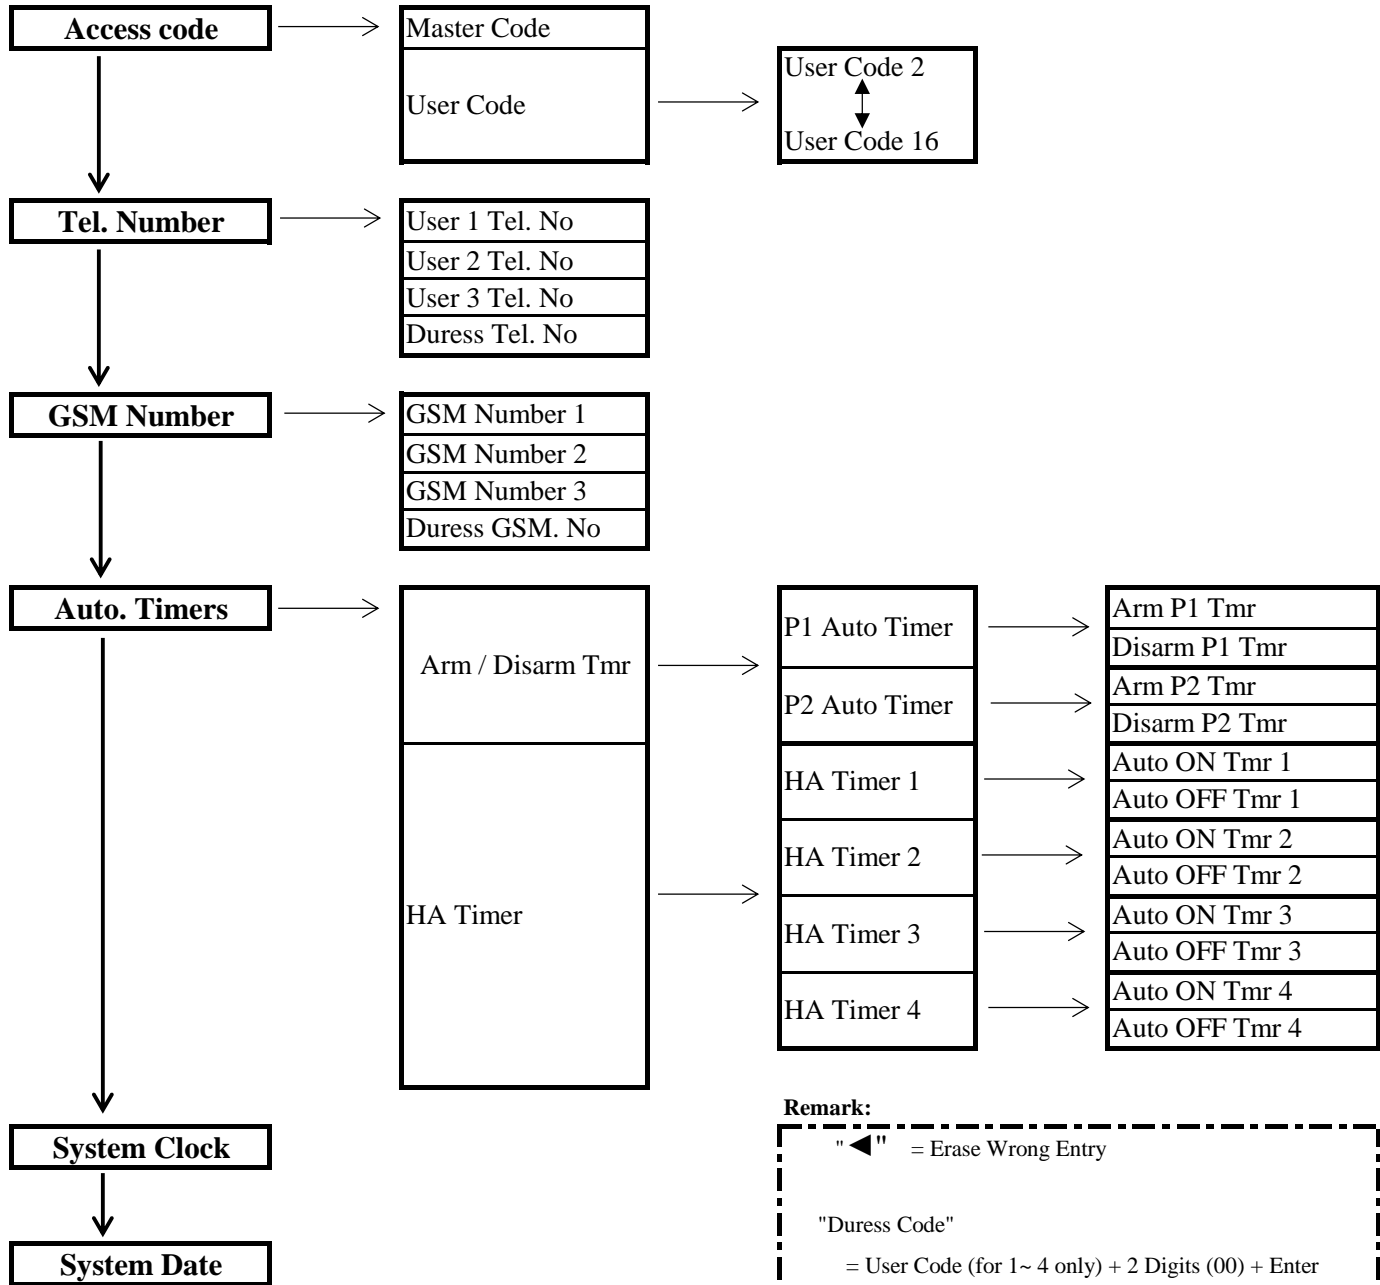 Access code
Master Code
User Code
User Code 2
User Code 16
Tel. Number
User 1 Tel. No
User 2 Tel. No
User 3 Tel. No
Duress Tel. No
GSM Number
GSM Number 1
GSM Number 2
GSM Number 3
Duress GSM. No
Auto. Timers
Arm / Disarm Tmr
P1 Auto Timer
Arm P1 Tmr
Disarm P1 Tmr
P2 Auto Timer
Arm P2 Tmr
Disarm P2 Tmr
HA Timer
HA Timer 1
Auto ON Tmr 1
Auto OFF Tmr 1
HA Timer 2
Auto ON Tmr 2
Auto OFF Tmr 2
HA Timer 3
Auto ON Tmr 3
Auto OFF Tmr 3
HA Timer 4
Auto ON Tmr 4
Auto OFF Tmr 4
System Clock
System Date
Remark:
"◀" = Erase Wrong Entry
"Duress Code"
= User Code (for 1~ 4 only) + 2 Digits (00) + Enter